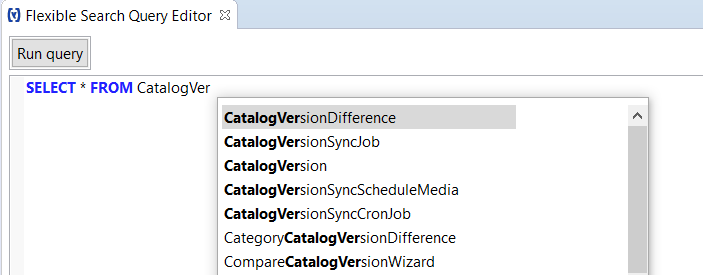 Flexible Search Query Editor
Run query
SELECT * FROM CatalogVer
CatalogVersionDifference
CatalogVersionSyncJob
CatalogVersion
CatalogVersionSyncScheduleMedia
CatalogVersionSyncCronJob
CategoryCatalogVersionDifference
CompareCatalogVersionWizard